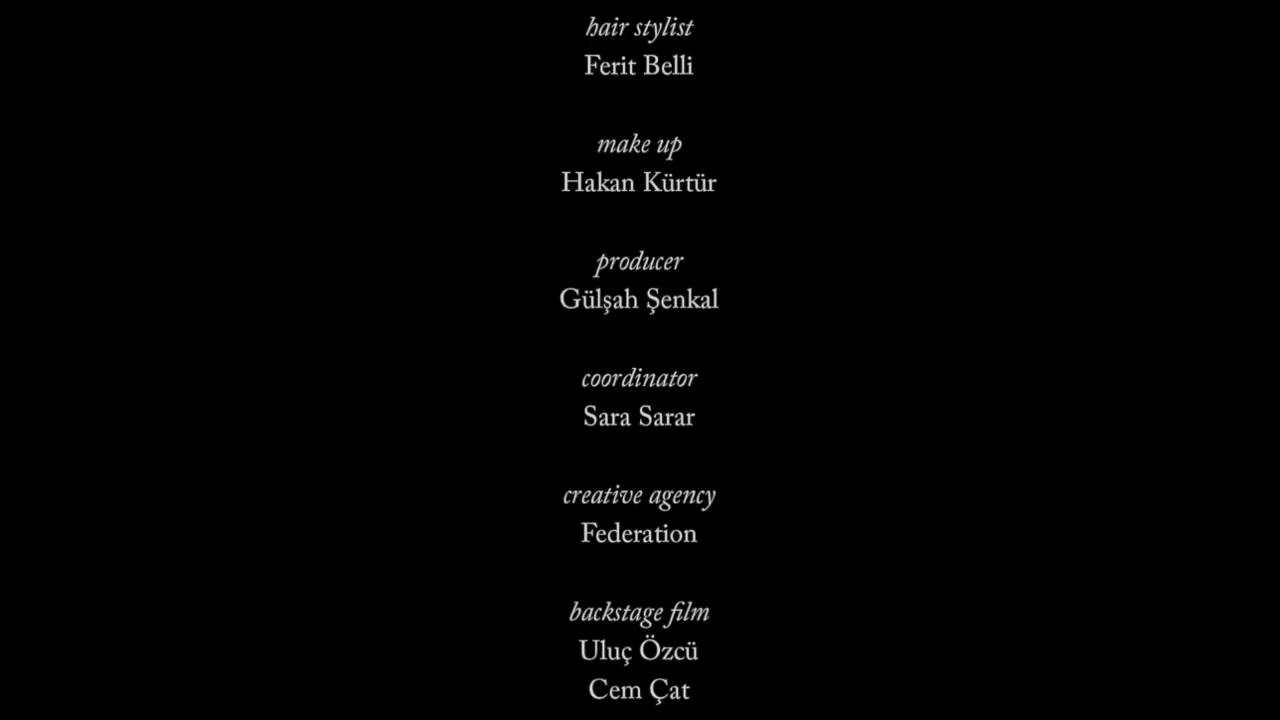 hair stylist
Ferit Belli
make up
Hakan Kürtür
producer
Gülşah Şenkal
coordinator
Sara Sarar
creative agency
Federation
backstage film
Uluç Özcü
Cem Çat